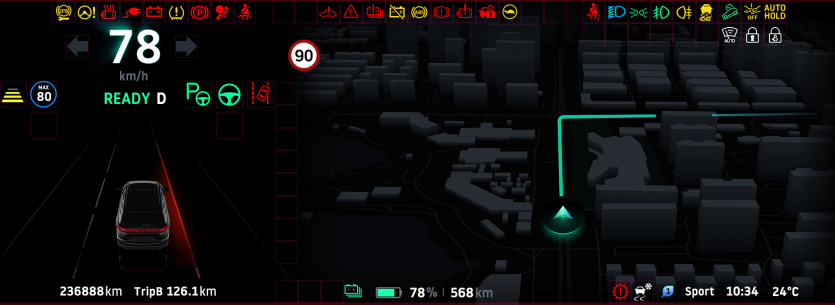 AUTO HOLD
OFF
AUTO
78
km/h
90
MAX
80
READY D
P
236888km TripB 126.1km
78% 568km
1 Sport 10:34 24°C